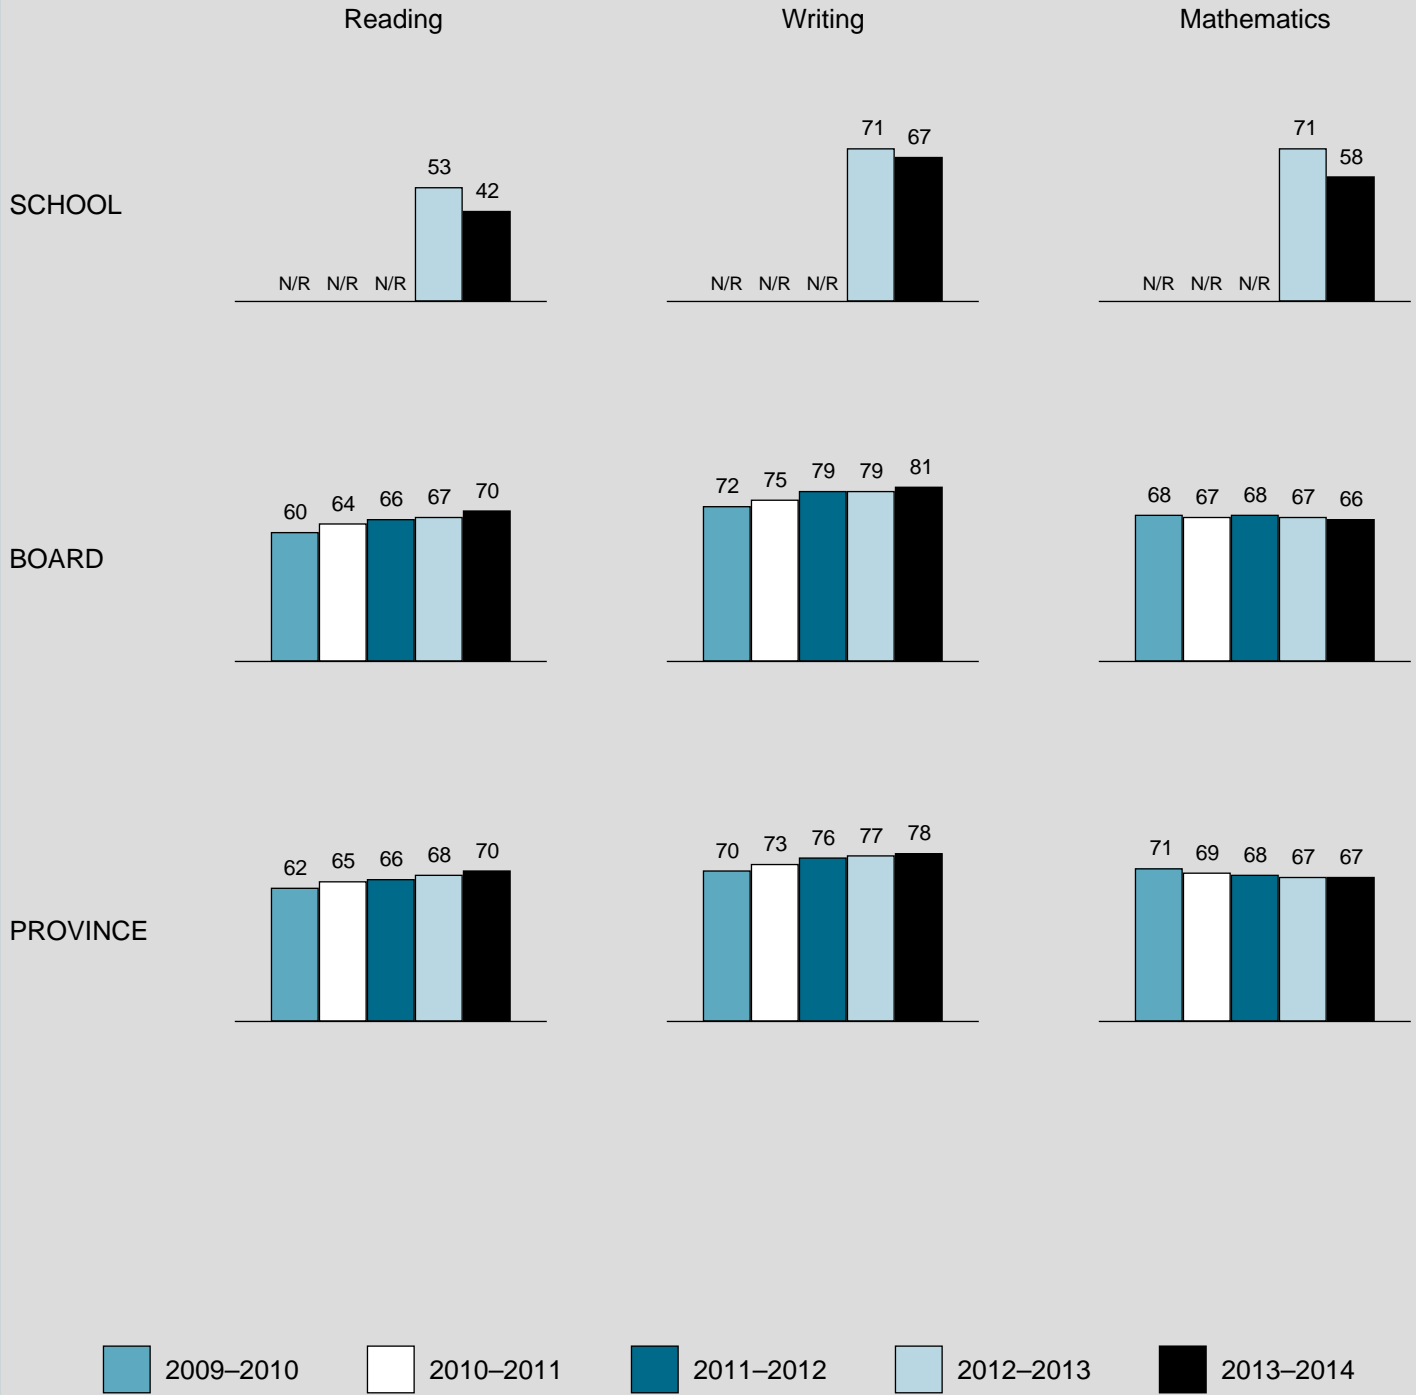 Reading Writing Mathematics
SCHOOL
53 42
N/R N/R N/R
71 67
N/R N/R N/R
71 58
N/R N/R N/R
BOARD
60 64 66 67 70
72 75 79 79 81
68 67 68 67 66
PROVINCE
62 65 66 68 70
70 73 76 77 78
71 69 68 67 67
2009–2010 2010–2011 2011–2012 2012–2013 2013–2014